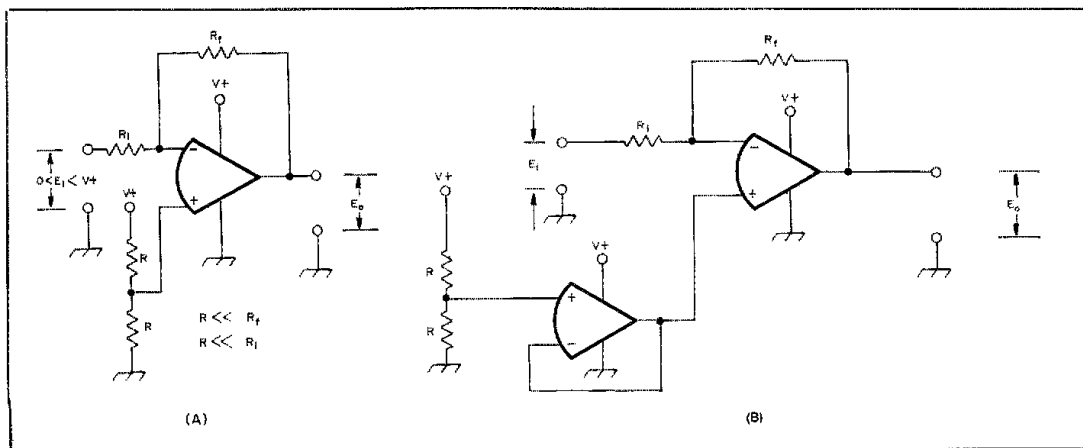 Rf
V+
RI
−
+
0<EI< V+
V+
Eo
R
R
R << Rf
R << RI
(A)
Rf
V+
RI
−
+
EI
Eo
V+
V+
R
R
+
−
(B)